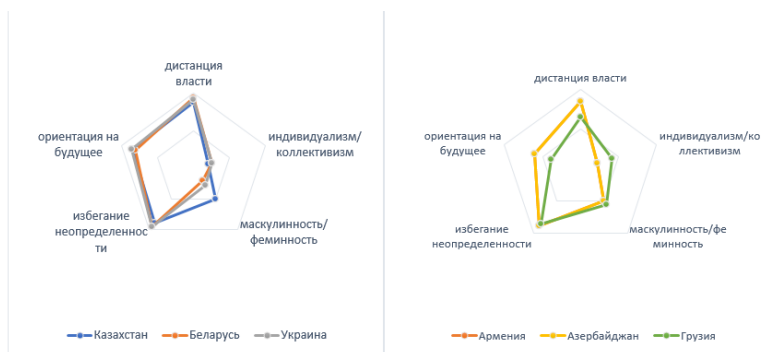 дистанция
власти
индивидуализм/
коллективизм
маскулинность/
феминность
избегание
неопределеннос
ти
ориентация на
будущее
Казахстан
Беларусь
Украина
дистанция власти
индивидуализм/ко
ллективизм
маскулинность/фе
минность
избегание
неопределенности
ориентация на
будущее
Армения
Азербайджан
Грузия